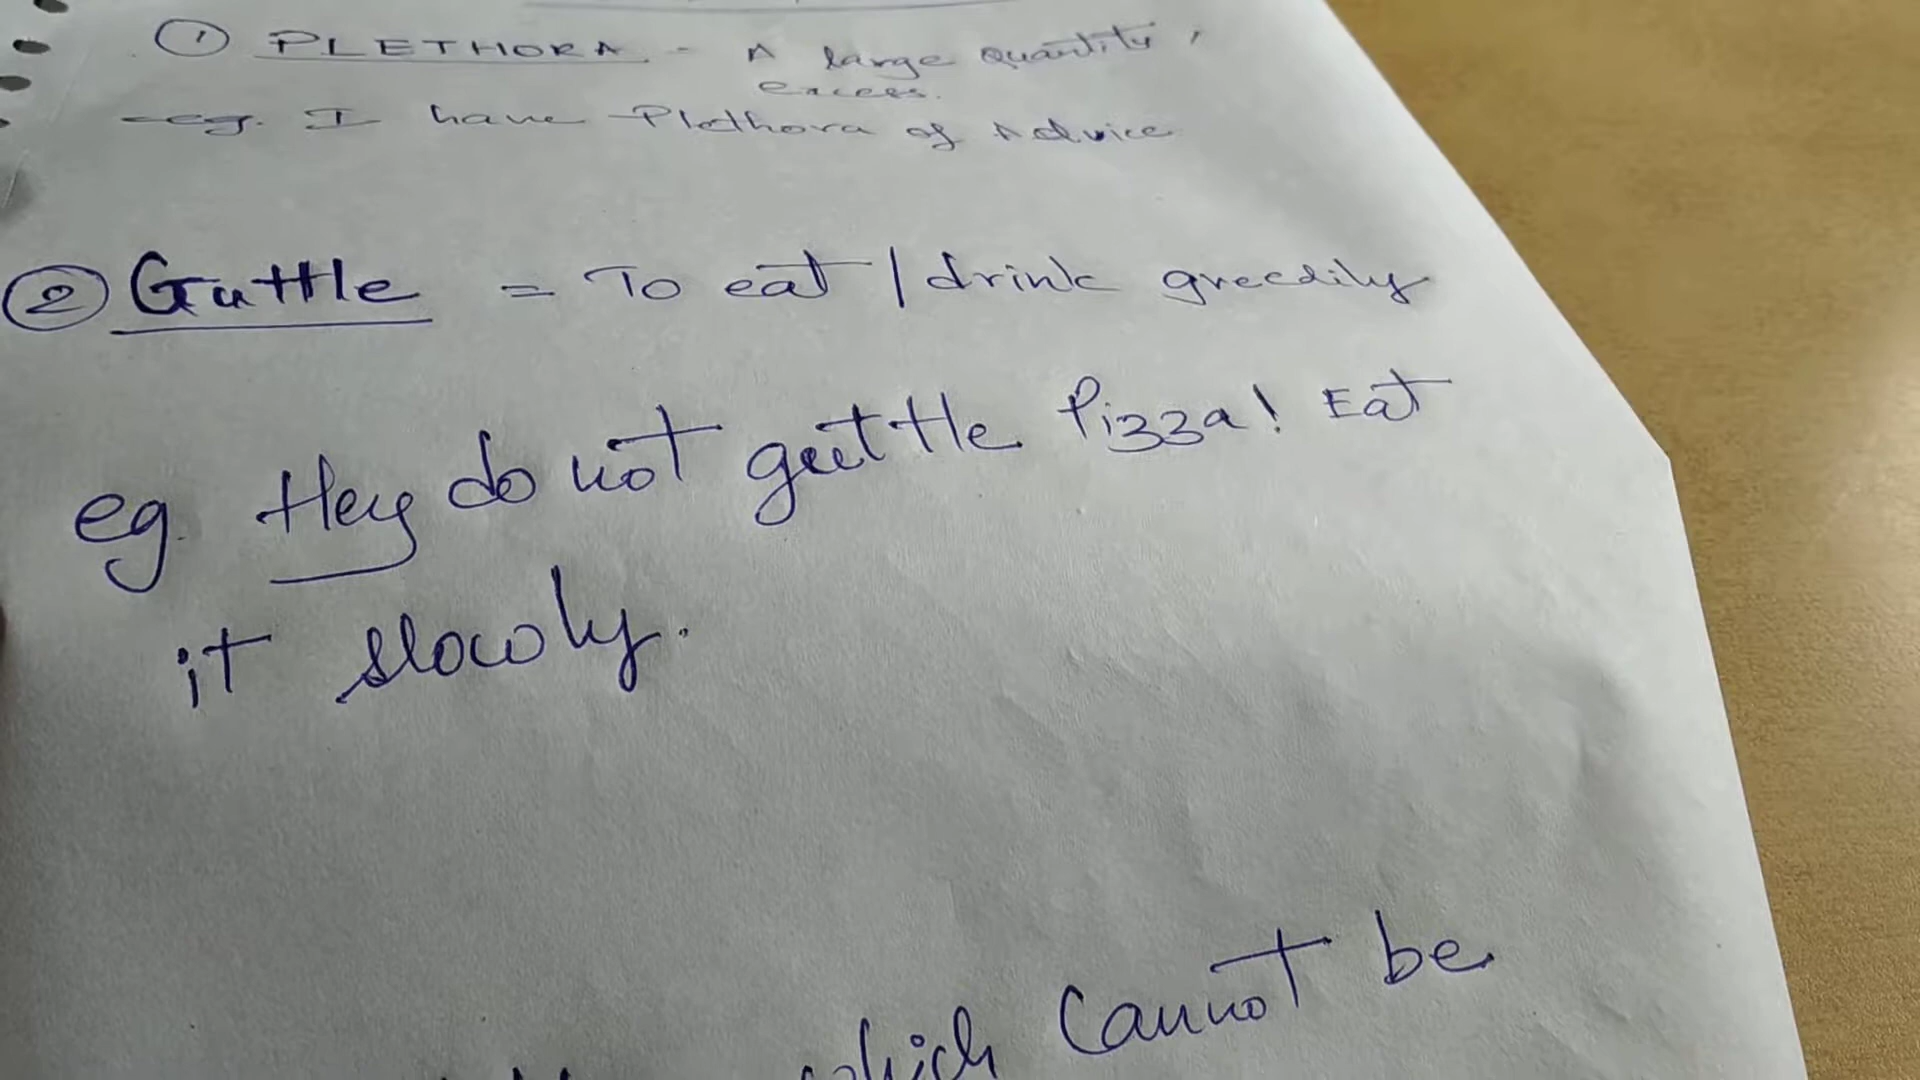 ① PLETHORA - A large quantity,
excess.
eg. I have Plethora of Advice
② Guttle = To eat / drink greedily
eg. Hey do not guttle Pizza! Eat
it slowly.
which cannot be